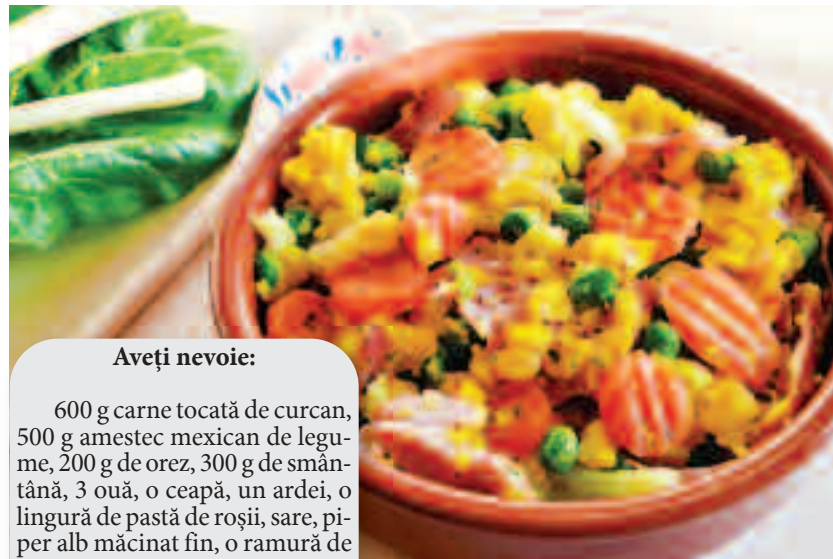 Aveți nevoie:
600 g carne tocată de curcan,
500 g amestec mexican de legu-
me, 200 g de orez, 300 g de smân-
tână, 3 ouă, o ceapă, un ardei, o
lingură de pastă de roșii, sare, pi-
per alb măcinat fin, o ramură de